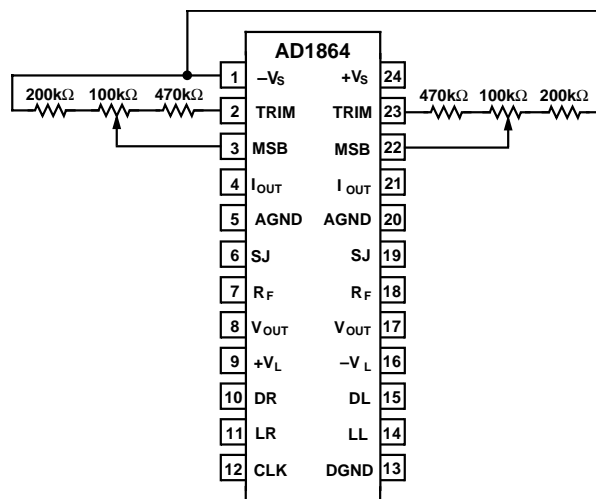 AD1864
1 –VS +VS 24
200kΩ 100kΩ 470kΩ 2 TRIM TRIM 23 470kΩ 100kΩ 200kΩ
3 MSB MSB 22
4 IOUT IOUT 21
5 AGND AGND 20
6 SJ SJ 19
7 RF RF 18
8 VOUT VOUT 17
9 +VL –VL 16
10 DR DL 15
11 LR LL 14
12 CLK DGND 13